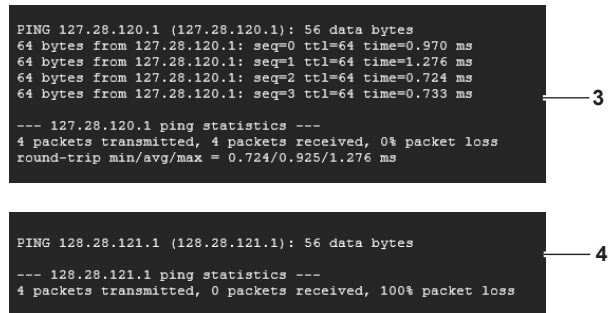 PING 127.28.120.1 (127.28.120.1): 56 data bytes
64 bytes from 127.28.120.1: seq=0 ttl=64 time=0.970 ms
64 bytes from 127.28.120.1: seq=1 ttl=64 time=1.276 ms
64 bytes from 127.28.120.1: seq=2 ttl=64 time=0.724 ms
64 bytes from 127.28.120.1: seq=3 ttl=64 time=0.733 ms
3
--- 127.28.120.1 ping statistics ---
4 packets transmitted, 4 packets received, 0% packet loss
round-trip min/avg/max = 0.724/0.925/1.276 ms
PING 128.28.121.1 (128.28.121.1): 56 data bytes
4
--- 128.28.121.1 ping statistics ---
4 packets transmitted, 0 packets received, 100% packet loss